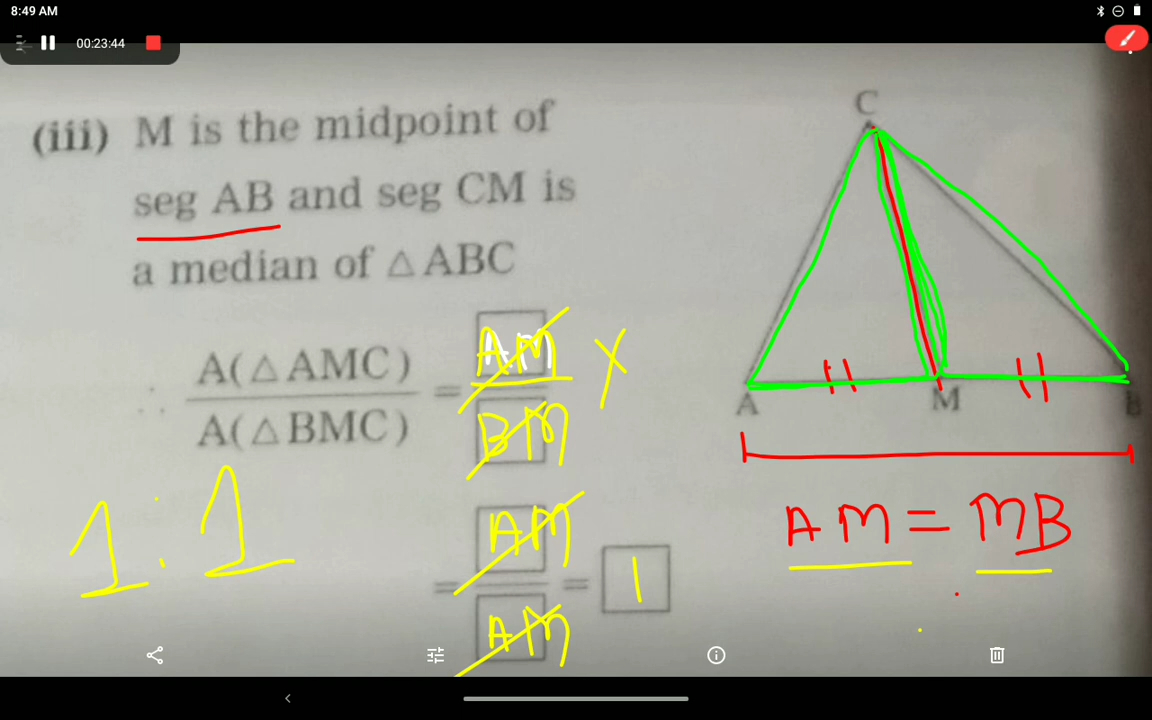 8:49 AM
00:23:44
(iii) M is the midpoint of
seg AB and seg CM is
a median of △ABC
∴ A(△AMC) / A(△BMC) = AM / BM
= AM / AM = 1
1:1
C
A M B
AM = MB